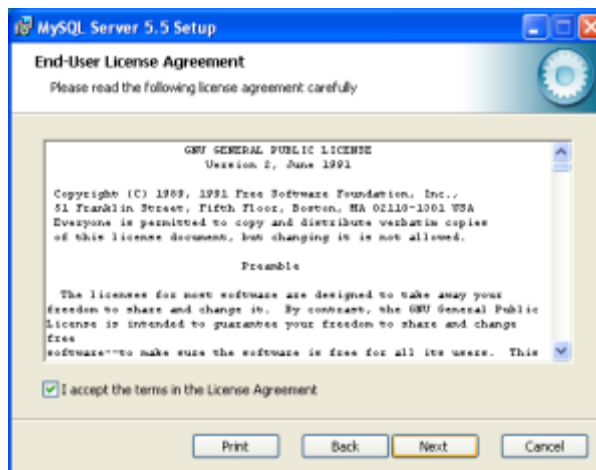 MySQL Server 5.5 Setup
End-User License Agreement
Please read the following license agreement carefully
GNU GENERAL PUBLIC LICENSE
Version 2, June 1991
Copyright (C) 1989, 1991 Free Software Foundation, Inc.,
51 Franklin Street, Fifth Floor, Boston, MA 02110-1301 USA
Everyone is permitted to copy and distribute verbatim copies
of this license document, but changing it is not allowed.
Preamble
The licenses for most software are designed to take away your
freedom to share and change it. By contrast, the GNU General Public
License is intended to guarantee your freedom to share and change
free
software--to make sure the software is free for all its users. This
I accept the terms in the License Agreement
Print
Back
Next
Cancel